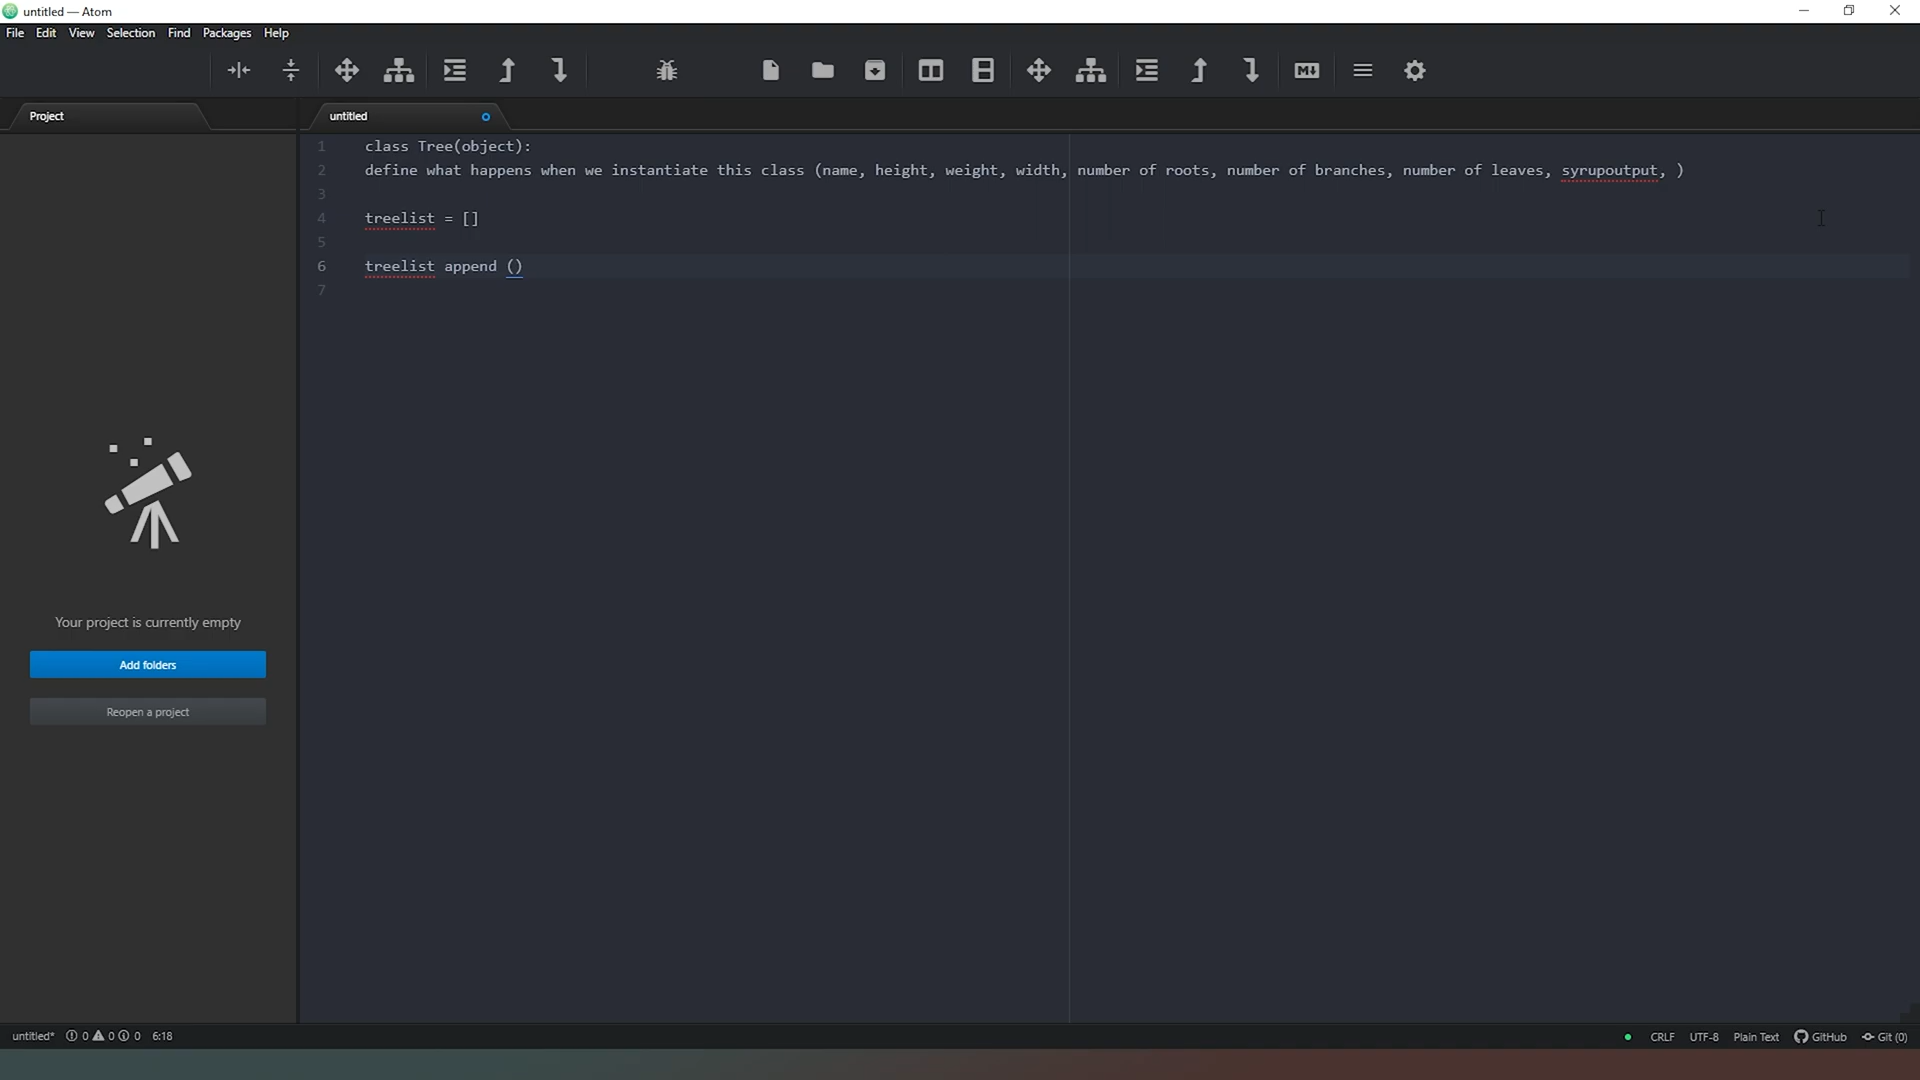 untitled — Atom
File Edit View Selection Find Packages Help
Project
untitled
1 class Tree(object):
2 define what happens when we instantiate this class (name, height, weight, width, number of roots, number of branches, number of leaves, syrupoutput, )
3
4 treelist = []
5
6 treelist append ()
7
Your project is currently empty
Add folders
Reopen a project
untitled* 0 0 0 6:18 CRLF UTF-8 Plain Text GitHub Git (0)